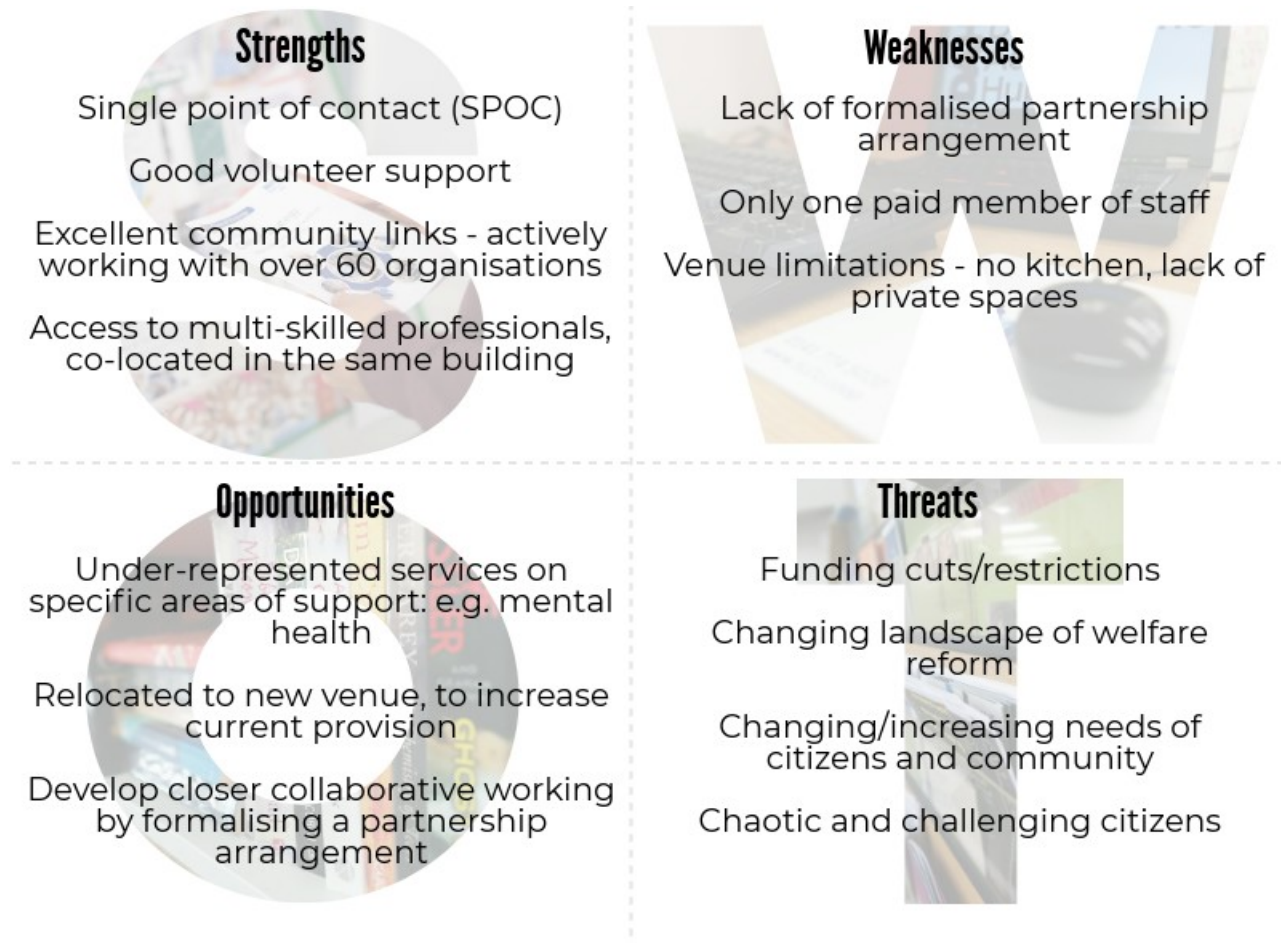 Strengths
Single point of contact (SPOC)
Good volunteer support
Excellent community links - actively
working with over 60 organisations
Access to multi-skilled professionals,
co-located in the same building
Weaknesses
Lack of formalised partnership
arrangement
Only one paid member of staff
Venue limitations - no kitchen, lack of
private spaces
Opportunities
Under-represented services on
specific areas of support: e.g. mental
health
Relocated to new venue, to increase
current provision
Develop closer collaborative working
by formalising a partnership
arrangement
Threats
Funding cuts/restrictions
Changing landscape of welfare
reform
Changing/increasing needs of
citizens and community
Chaotic and challenging citizens